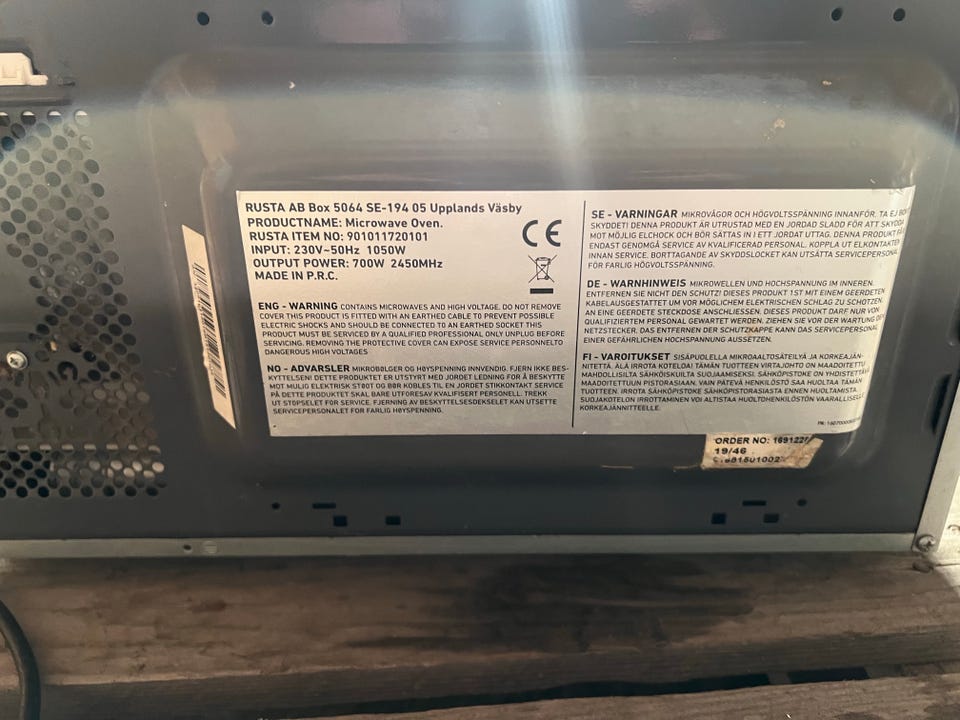 RUSTA AB Box 5064 SE-194 05 Upplands Väsby
PRODUCTNAME: Microwave Oven.
RUSTA ITEM NO: 901011720101
INPUT: 230V~50Hz 1050W
OUTPUT POWER: 700W 2450MHz
MADE IN P.R.C.
CE
ENG - WARNING CONTAINS MICROWAVES AND HIGH VOLTAGE. DO NOT REMOVE
COVER THIS PRODUCT IS FITTED WITH AN EARTHED CABLE TO PREVENT POSSIBLE
ELECTRIC SHOCKS AND SHOULD BE CONNECTED TO AN EARTHED SOCKET THIS
PRODUCT MUST BE SERVICED BY A QUALIFIED PROFESSIONAL ONLY UNPLUG BEFORE
SERVICING. REMOVING THE PROTECTIVE COVER CAN EXPOSE SERVICE PERSONNELTO
DANGEROUS HIGH VOLTAGES
NO - ADVARSLER MIKROBØLGER OG HØYSPENNING INNVENDIG. FJERN IKKE BES-
KYTTELSEN! DETTE PRODUKTET ER UTSTYRT MED JORDET LEDNING FOR Å BESKYTTE
MOT MULIG ELEKTRISK STØOT OG BØR KOBLES TIL EN JORDET STIKKONTAKT SERVICE
PÅ DETTE PRODUKTET SKAL BARE UTFORESAV KVALIFISERT PERSONELL. TREKK
UT STØPSELET FOR SERVICE. FJERNING AV BESKYTTELSESDEKSELET KAN UTSETTE
SERVICEPERSONALET FOR FARLIG HØYSPENNING.
SE - VARNINGAR MIKROVÅGOR OCH HÖGVOLTSSPÄNNING INNANFÖR. TA EJ BORT
SKYDDET! DENNA PRODUKT ÄR UTRUSTAD MED EN JORDAD SLADD FÖR ATT SKYDDA
MOT MÖJLIG ELCHOCK OCH BÖR SÄTTAS IN I ETT JORDAT UTTAG. DENNA PRODUKT FÅR
ENDAST GENOMGÅ SERVICE AV KVALIFICERAD PERSONAL. KOPPLA UT ELKONTAKTEN
INNAN SERVICE. BORTTAGANDE AV SKYDDSLOCKET KAN UTSÄTTA SERVICEPERSONAL
FÖR FARLIG HÖGVOLTSSPÄNNING.
DE - WARNHINWEIS MIKROWELLEN UND HOCHSPANNUNG IM INNEREN.
ENTFERNEN SIE NICHT DEN SCHUTZ! DIESES PRODUKT 1ST MIT EINEM GEERDETEN
KABELAUSGESTATTET UM VOR MÖGLICHEM ELEKTRISCHEN SCHLAG ZU SCHÜTZEN.
AN EINE GEERDETE STECKDOSE ANSCHLIESSEN. DIESES PRODUKT DARF NUR VON
QUALIFIZIERTEM PERSONAL GEWARTET WERDEN. ZIEHEN SIE VOR DER WARTUNG DEN
NETZSTECKER. DAS ENTFERNEN DER SCHUTZKAPPE KANN DAS SERVICEPERSONAL
EINER GEFÄHRLICHEN HOCHSPANNUNG AUSSETZEN.
FI - VAROITUKSET SISÄPUOLELLA MIKROAALTOSÄTEILYÄ JA KORKEAJÄN-
NITETTÄ. ÄLÄ IRROTA KOTELOA! TÄMÄN TUOTTEEN VIRTAJOHTO ON MAADOITETTU
MAHDOLLISILTA SÄHKÖISKUILTA SUOJAAMISEKSI. SÄHKÖPISTOKE ON YHDISTETTÄVÄ
MAADOITETTUUN PISTORASIAAN. VAIN PÄTEVÄ HENKILÖSTÖ SAA HUOLTAA TÄMÄN
TUOTTEEN. IRROTA SÄHKÖPISTOKE SÄHKÖPISTORASIASTA ENNEN HUOLTAMISTA.
SUOJAKOTELON IRROTTAMINEN VOI ALTISTAA HUOLTOHENKILÖSTÖN VAARALLISELLE
KORKEAJÄNNITTEELLE.
ORDER NO:
19/46